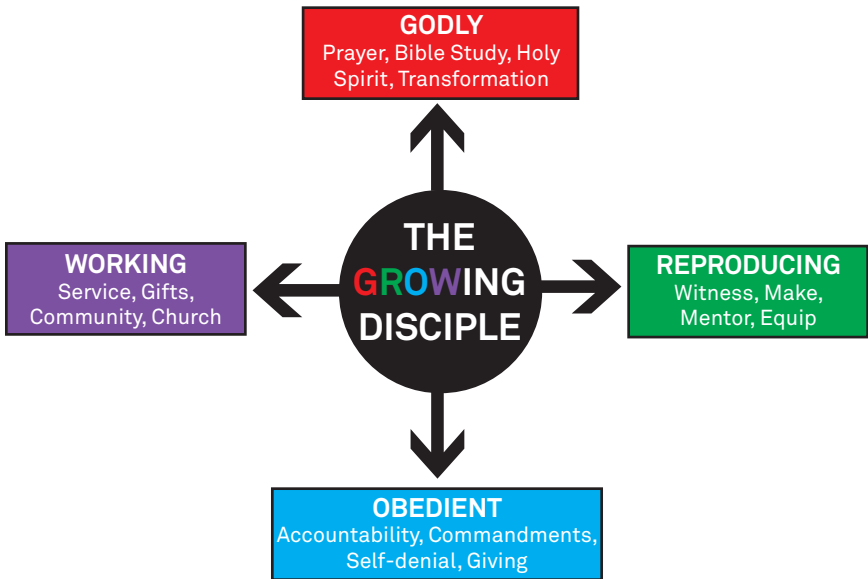 GODLY
Prayer, Bible Study, Holy
Spirit, Transformation
WORKING
Service, Gifts,
Community, Church
THE
GROWING
DISCIPLE
REPRODUCING
Witness, Make,
Mentor, Equip
OBEDIENT
Accountability, Commandments,
Self-denial, Giving